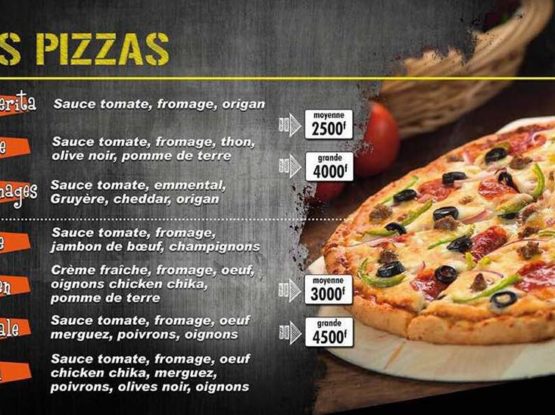 S PIZZAS
erita Sauce tomate, fromage, origan
moyenne
2500f
e Sauce tomate, fromage, thon,
olive noir, pomme de terre
grande
4000f
mages Sauce tomate, emmental,
Gruyère, cheddar, origan
e Sauce tomate, fromage,
jambon de bœuf, champignons
Crème fraîche, fromage, oeuf,
en oignons chicken chika,
pomme de terre
moyenne
3000f
ale Sauce tomate, fromage, oeuf
merguez, poivrons, oignons
grande
4500f
Sauce tomate, fromage, oeuf
chicken chika, merguez,
poivrons, olives noir, oignons